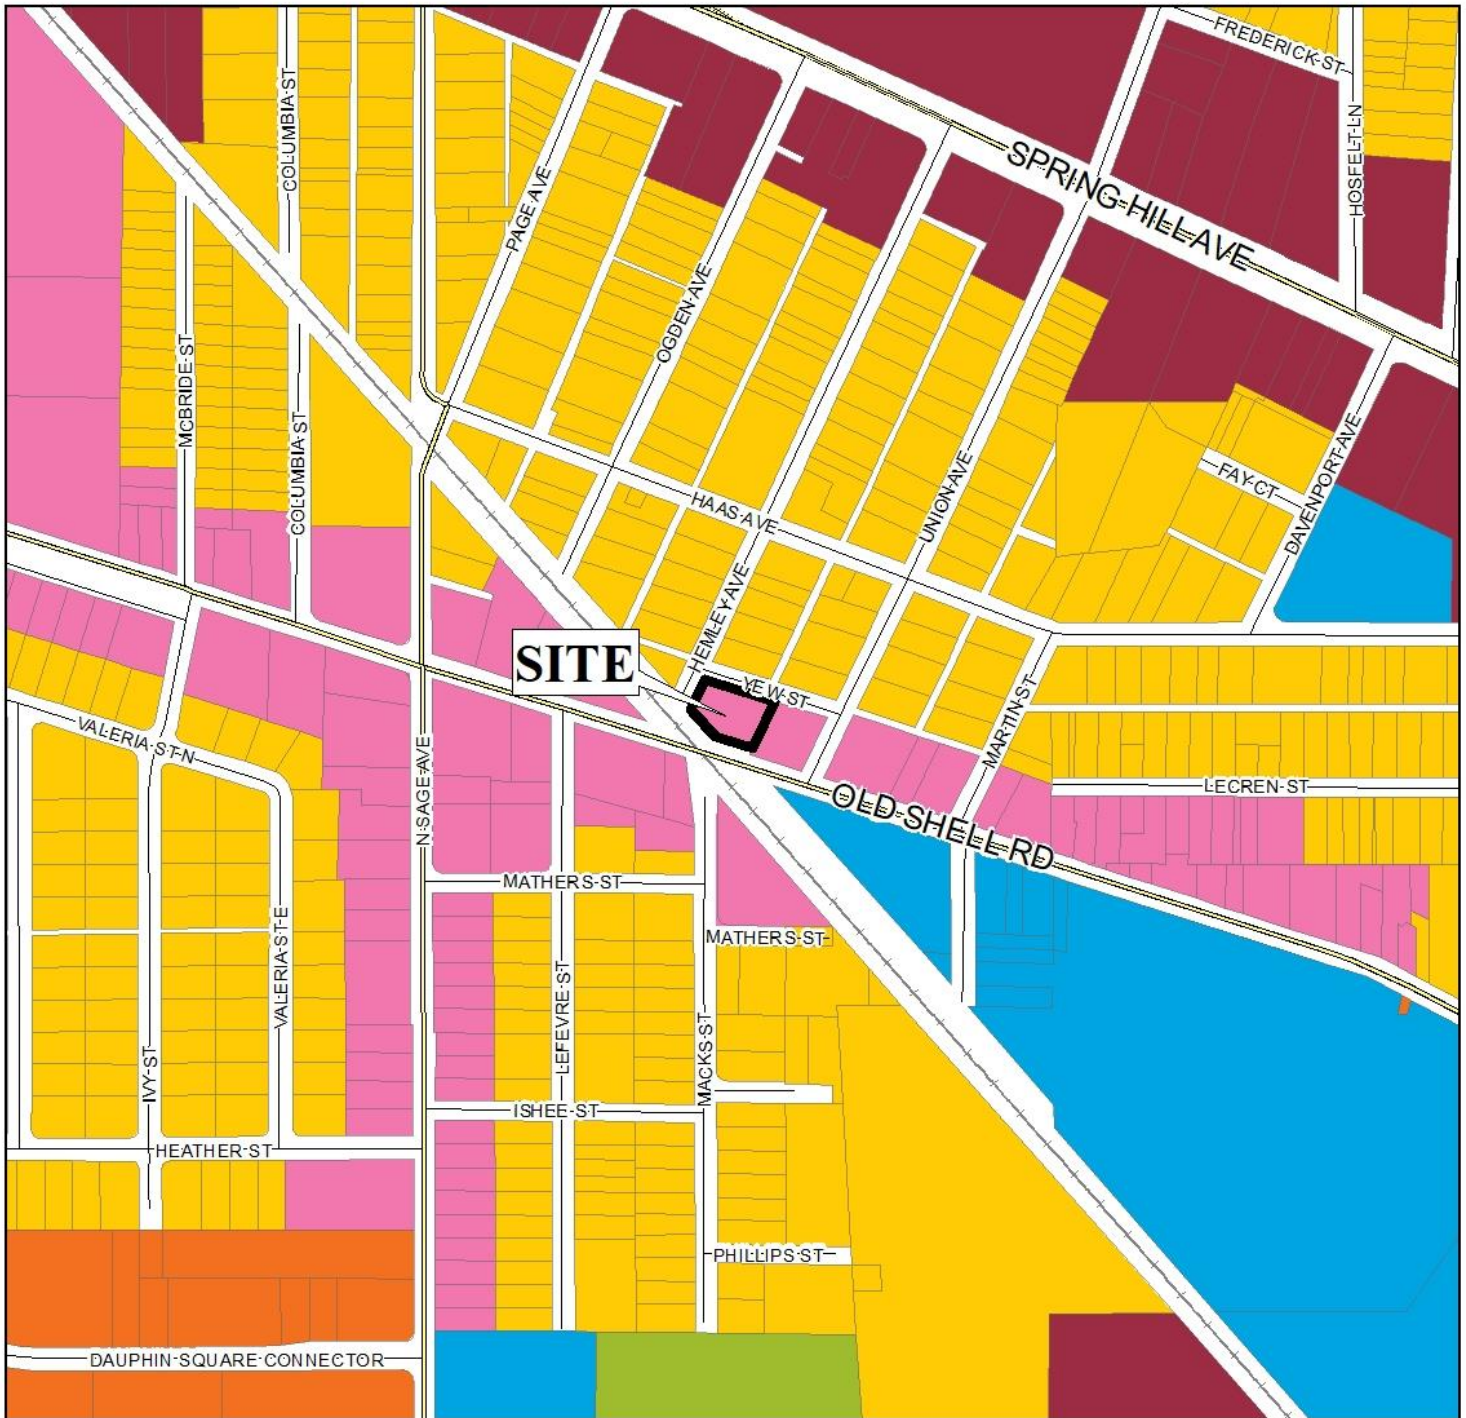 FREDERICK ST
COLUMBIA ST
HOSFELT LN
SPRING HILL AVE
PAGE AVE
OGDEN AVE
MCBRIDE ST
COLUMBIA ST
FAY CT
DAVENPORT AVE
HAAS AVE
UNION AVE
HEMLEY AVE
SITE
YEW ST
MARTIN ST
VALERIA ST N
N SAGE AVE
LECREN ST
OLD SHELL RD
MATHERS ST
MATHERS ST
VALERIA ST E
LEFEVRE ST
IVY ST
MACKS ST
ISHEE ST
HEATHER ST
PHILLIPS ST
DAUPHIN SQUARE CONNECTOR